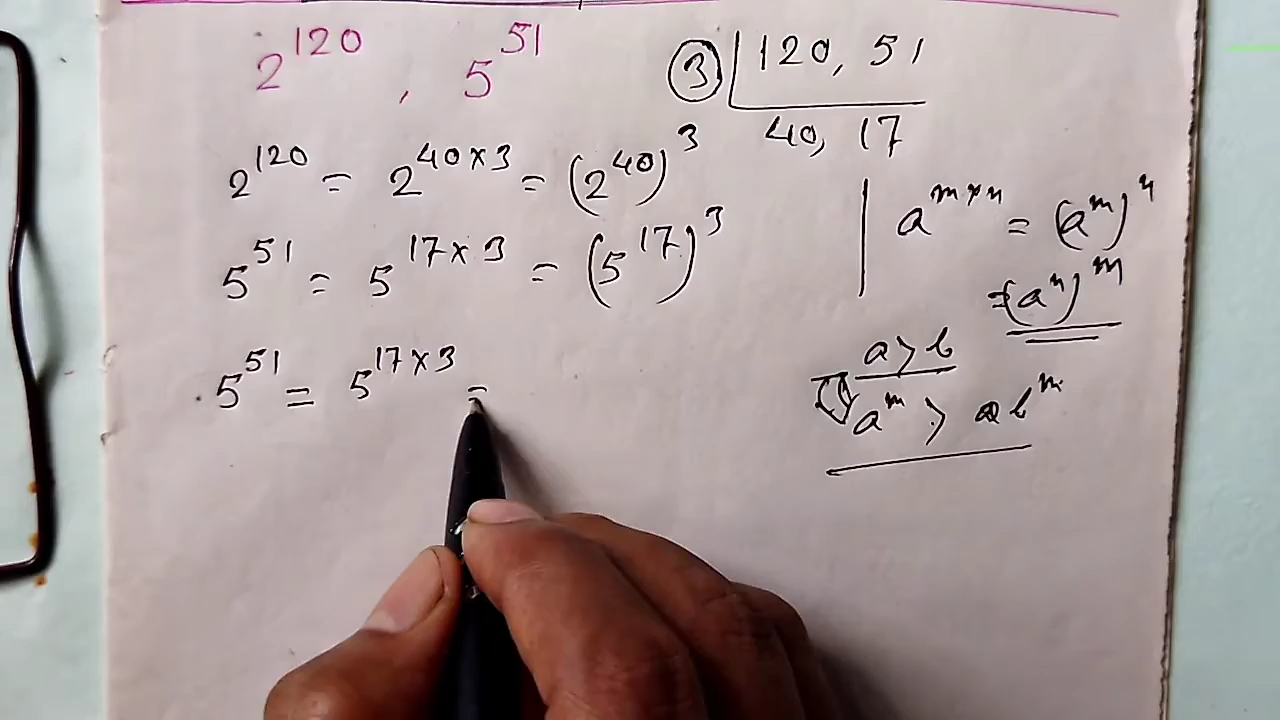 2^120 , 5^51
3 | 120, 51
40, 17
2^120 = 2^40×3 = (2^40)^3
5^51 = 5^17×3 = (5^17)^3
a^m×n = (a^m)^n
= (a^n)^m
5^51 = 5^17×3 =
a > b
a^m > b^m